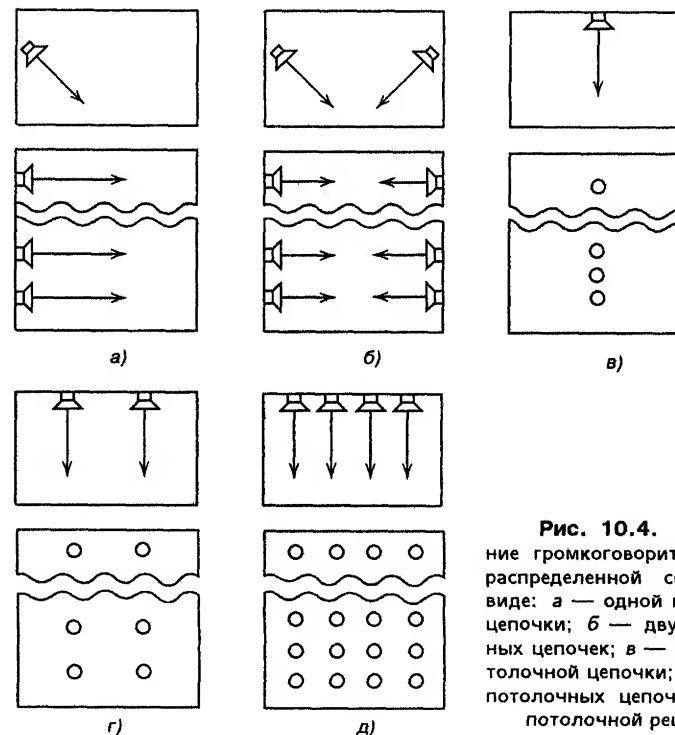 а)
б)
в)
г)
д)
Рис. 10.4.
ние громкоговорит
распределенной с
виде: а — одной
цепочки; б — дву
ных цепочек; в —
толочной цепочки;
потолочных цепоч
потолочной ре